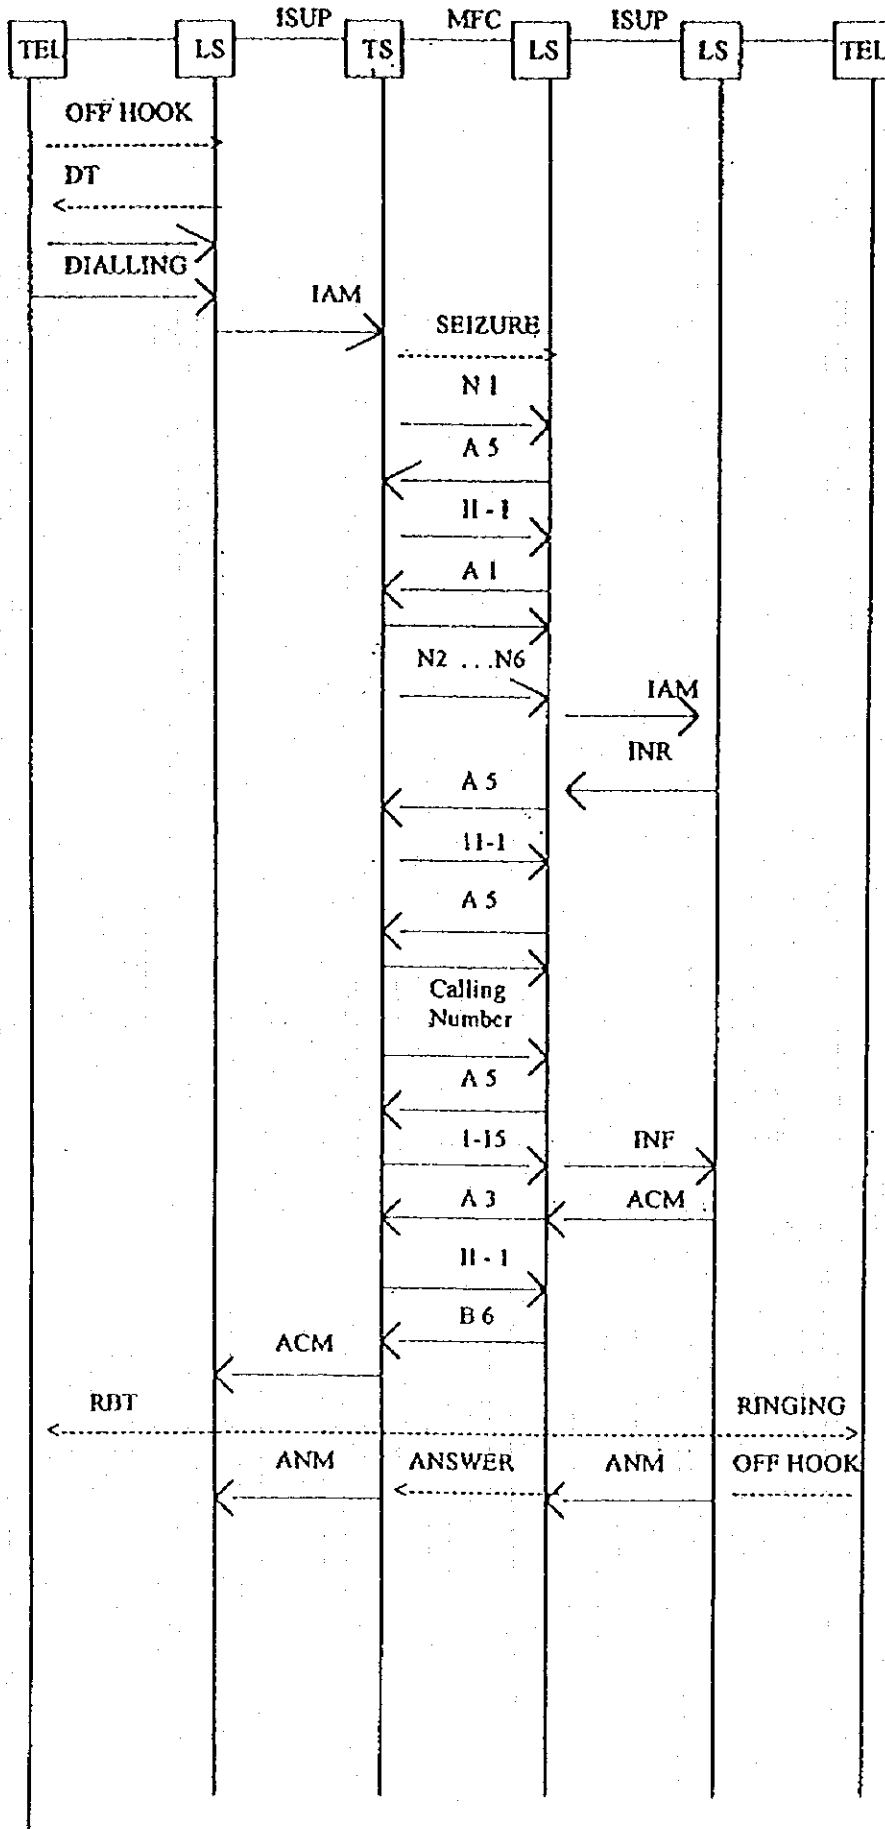 ISUP MFC ISUP
TEL LS TS LS LS TEL
OFF HOOK
DT
DIALLING
IAM
SEIZURE
N 1
A 5
II - 1
A 1
N2 ...N6
IAM
INR
A 5
II-1
A 5
Calling
Number
A 5
I-15 INF
A 3 ACM
II - 1
B 6
ACM
RBT RINGING
ANM ANSWER ANM OFF HOOK